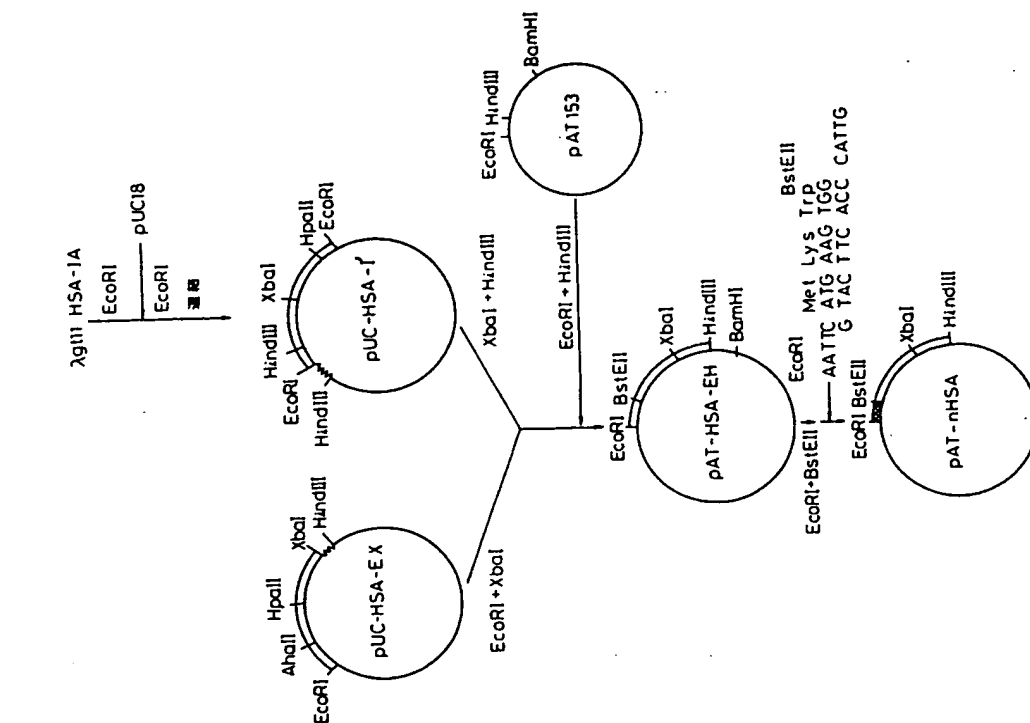 λgt11 HSA-1A
EcoRI
pUC18
EcoRI
連結
HindIII
EcoRI
HindIII
XbaI
HpaII
EcoRI
pUC-HSA-I'
XbaI + HindIII
EcoRI
AhaII
HpaII
XbaI
HindIII
pUC-HSA-EX
EcoRI + XbaI
EcoRI HindIII
BamHI
pAT153
EcoRI + HindIII
EcoRI BstEII
XbaI
HindIII
BamHI
pAT-HSA-EH
EcoRI+BstEII
EcoRI
Met Lys Trp
BstEII
AATTC ATG AAG TGG
G TAC TTC ACC CATTG
EcoRI BstEII
XbaI
HindIII
pAT-nHSA